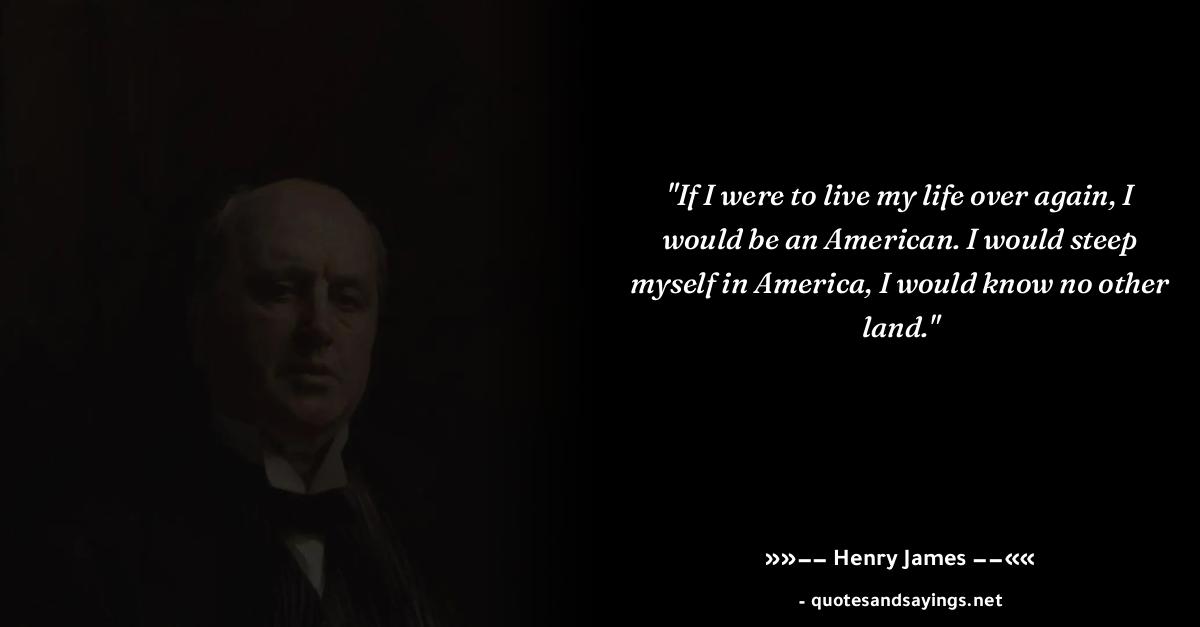 "If I were to live my life over again, I
would be an American. I would steep
myself in America, I would know no other
land."
»»−− Henry James −−««
- quotesandsayings.net